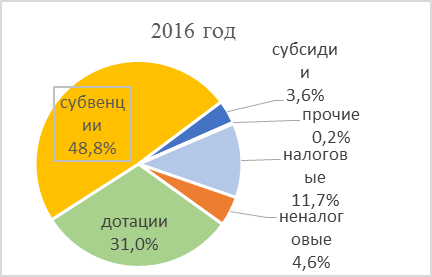 2016 год
субсиди
и
3,6%
прочие
0,2%
налогов
ые
11,7%
неналог
овые
4,6%
дотации
31,0%
субвенц
ии
48,8%